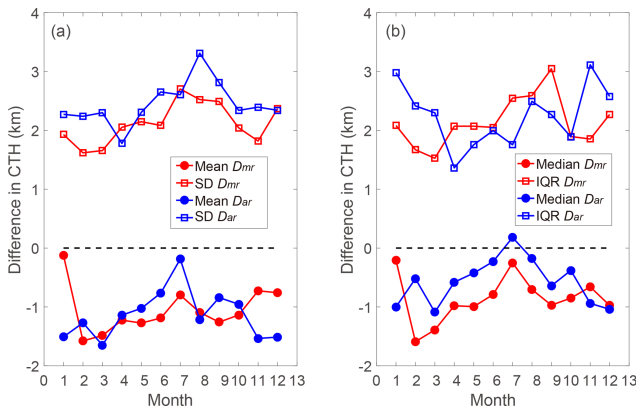 (a)
Difference in CTH (km)
4
3
2
1
0
-1
-2
Mean Dmr
SD Dmr
Mean Dar
SD Dar
0 1 2 3 4 5 6 7 8 9 10 11 12 13
Month
(b)
Difference in CTH (km)
4
3
2
1
0
-1
-2
Median Dmr
IQR Dmr
Median Dar
IQR Dar
0 1 2 3 4 5 6 7 8 9 10 11 12 13
Month